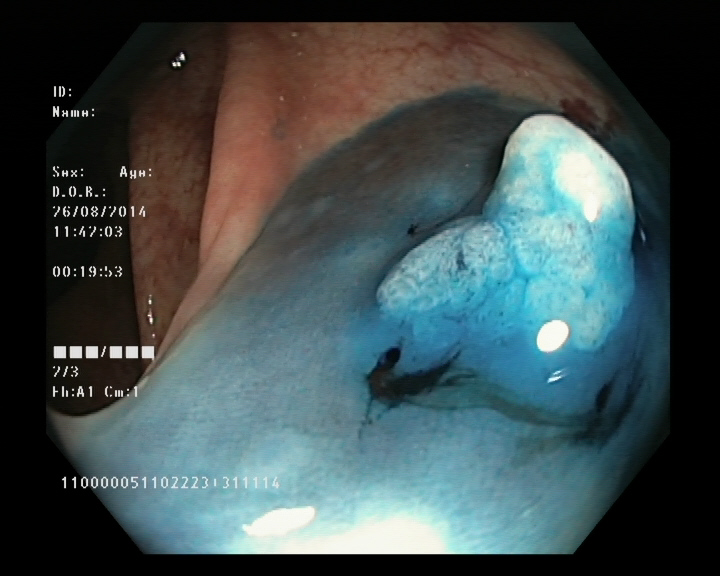 ID:
Name:
Sex: Age:
D.O.B.:
26/08/2014
11:42:03
00:19:53
■■■/■■■
2/3
Eh:A1 Cm:1